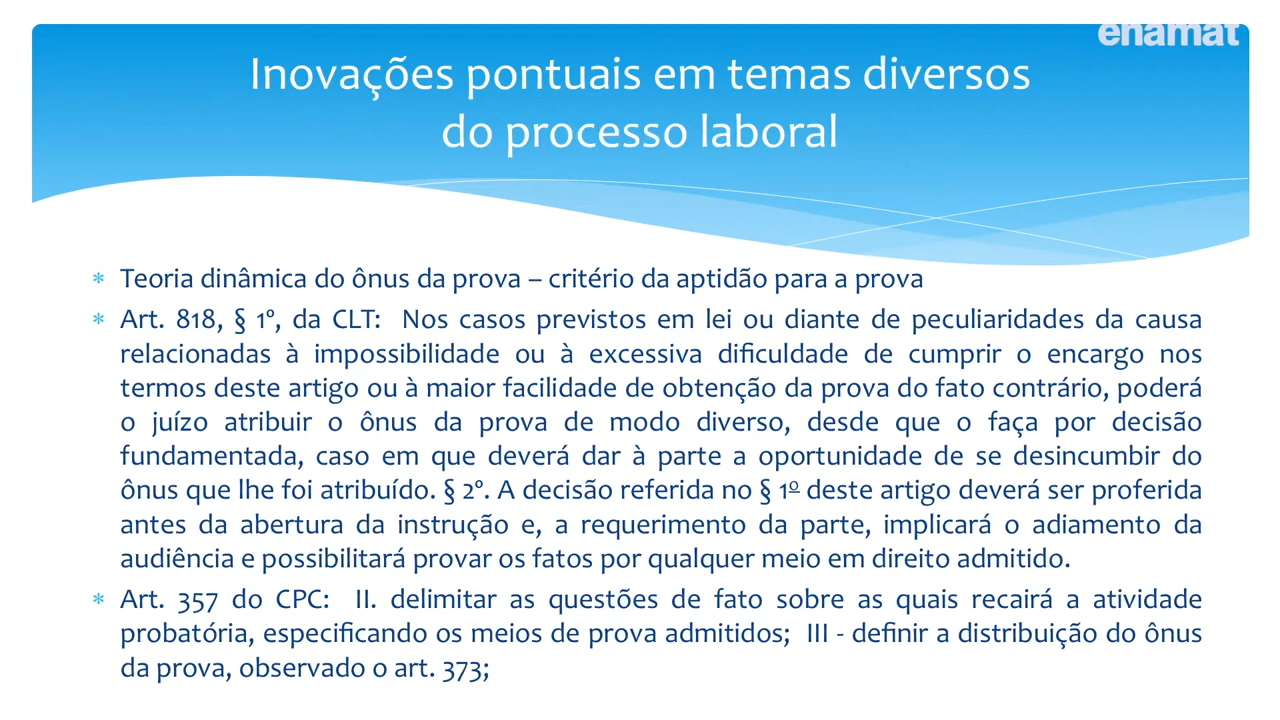 enamat
Inovações pontuais em temas diversos
do processo laboral
* Teoria dinâmica do ônus da prova – critério da aptidão para a prova
* Art. 818, § 1º, da CLT: Nos casos previstos em lei ou diante de peculiaridades da causa
relacionadas à impossibilidade ou à excessiva dificuldade de cumprir o encargo nos
termos deste artigo ou à maior facilidade de obtenção da prova do fato contrário, poderá
o juízo atribuir o ônus da prova de modo diverso, desde que o faça por decisão
fundamentada, caso em que deverá dar à parte a oportunidade de se desincumbir do
ônus que lhe foi atribuído. § 2º. A decisão referida no § 1º deste artigo deverá ser proferida
antes da abertura da instrução e, a requerimento da parte, implicará o adiamento da
audiência e possibilitará provar os fatos por qualquer meio em direito admitido.
* Art. 357 do CPC: II. delimitar as questões de fato sobre as quais recairá a atividade
probatória, especificando os meios de prova admitidos; III - definir a distribuição do ônus
da prova, observado o art. 373;